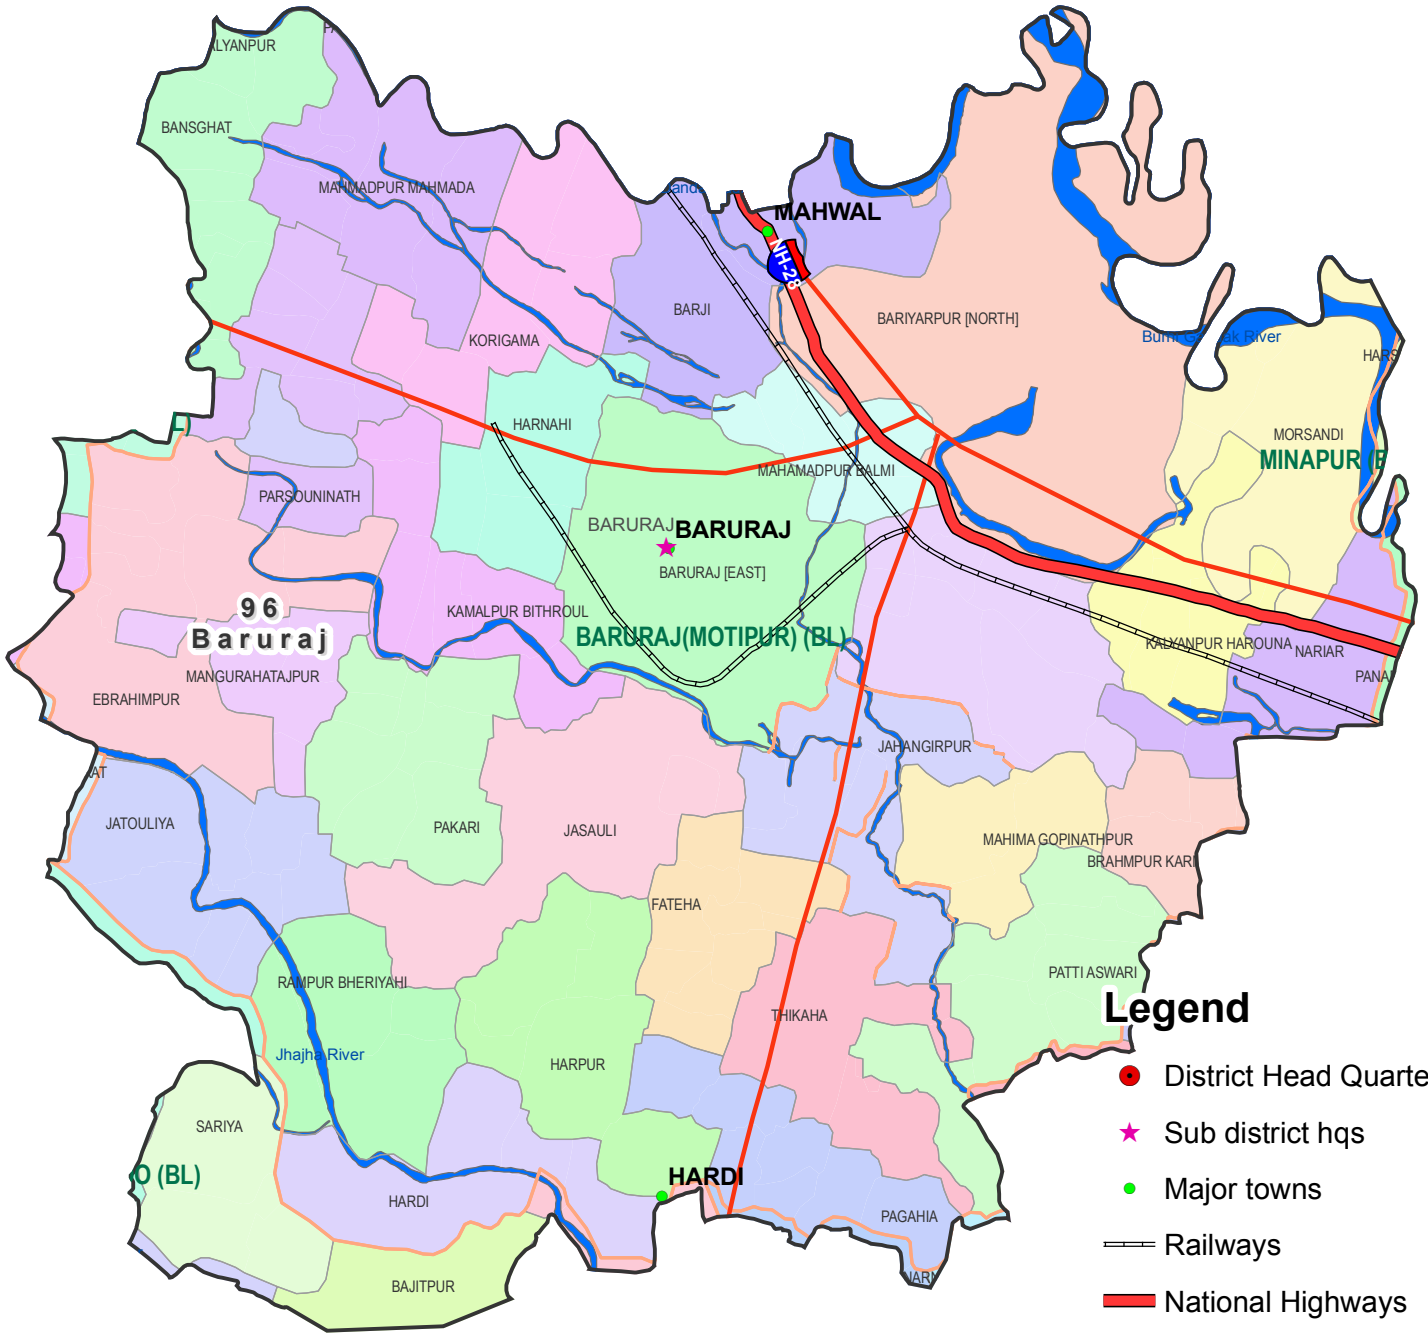 ALYANPUR
BANSGHAT
MAHMADPUR MAHMADA
MAHWAL
NH-28
BARJI
BARIYARPUR [NORTH]
KORIGAMA
HARNAHI
MORSANDI
MINAPUR (B
MAHAMADPUR BALMI
PARSOUNINATH
BARURAJ
BARURAJ
BARURAJ [EAST]
96
Baruraj
KAMALPUR BITHROUL
BARURAJ(MOTIPUR) (BL)
KALYANPUR HAROUNA
NARIAR
PANA
MANGURAHATAJPUR
EBRAHIMPUR
JAHANGIRPUR
JATOULIYA
PAKARI
JASAULI
MAHIMA GOPINATHPUR
BRAHMPUR KARI
FATEHA
PATTI ASWARI
RAMPUR BHERIYAHI
THIKAHA
Jhajha River
HARPUR
SARIYA
O (BL)
HARDI
HARDI
PAGAHIA
BAJITPUR
Legend
District Head Quarte
Sub district hqs
Major towns
Railways
National Highways